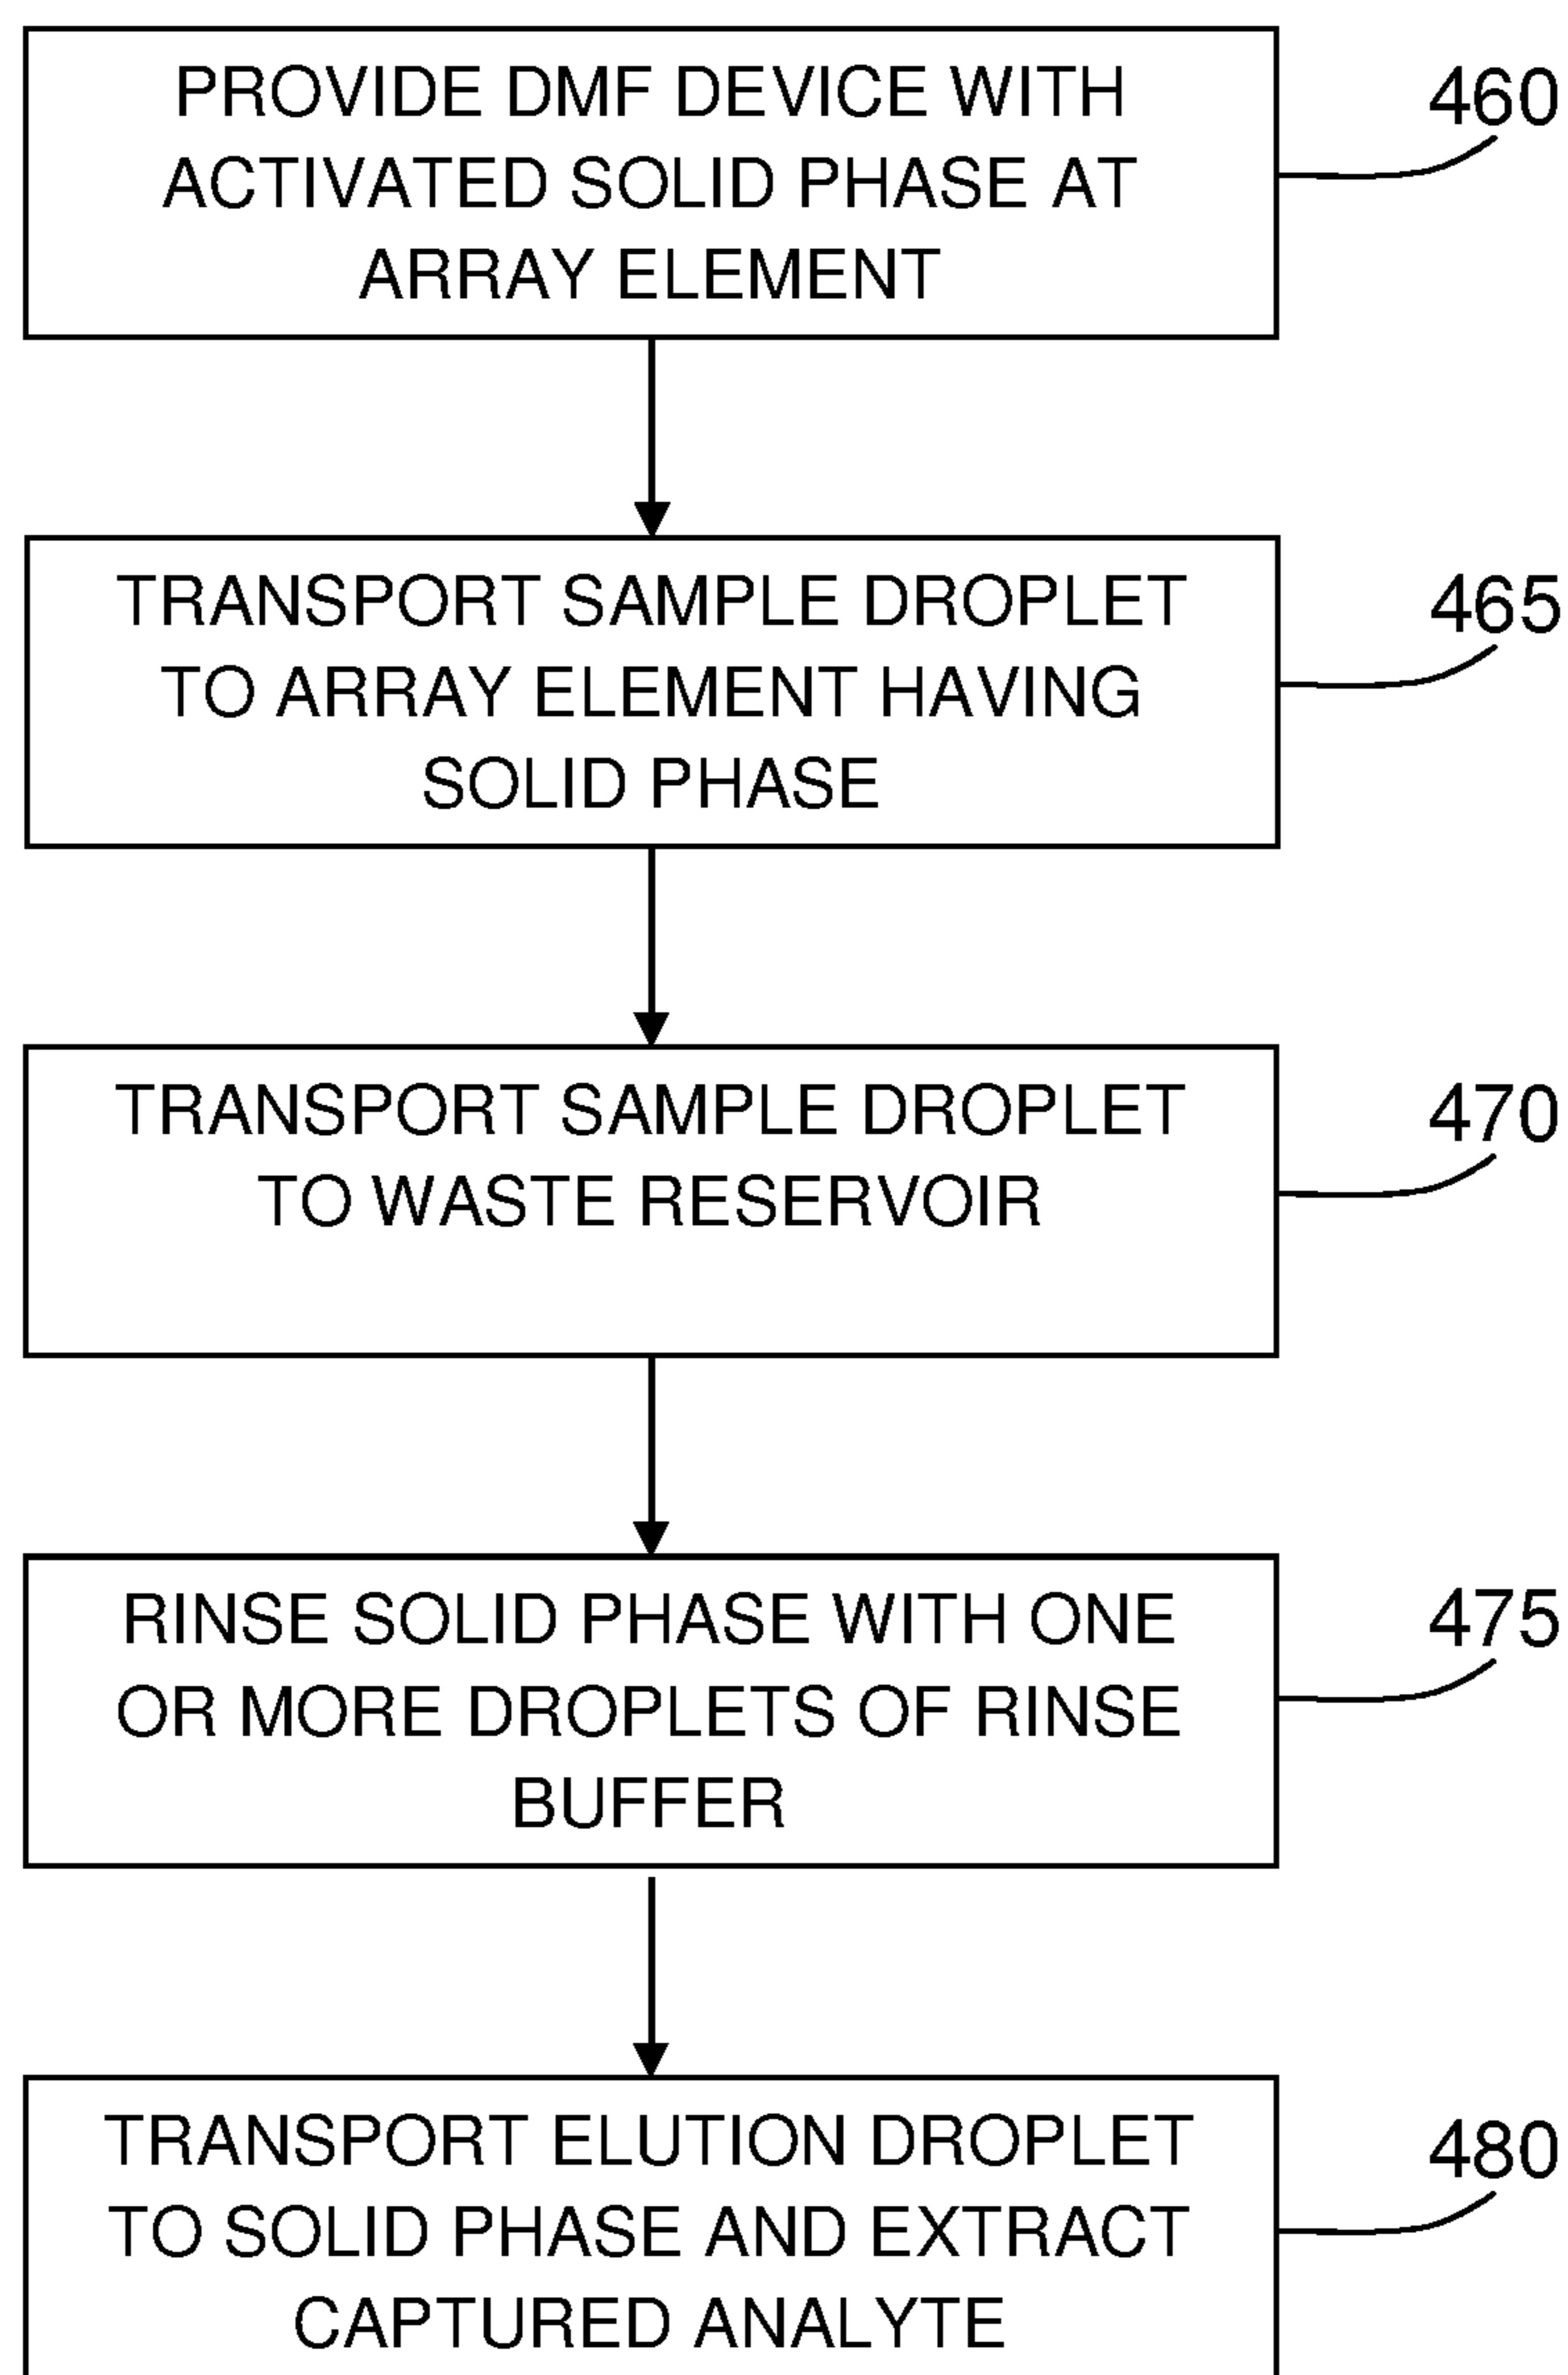 PROVIDE DMF DEVICE WITH
ACTIVATED SOLID PHASE AT
ARRAY ELEMENT
460
TRANSPORT SAMPLE DROPLET
TO ARRAY ELEMENT HAVING
SOLID PHASE
465
TRANSPORT SAMPLE DROPLET
TO WASTE RESERVOIR
470
RINSE SOLID PHASE WITH ONE
OR MORE DROPLETS OF RINSE
BUFFER
475
TRANSPORT ELUTION DROPLET
TO SOLID PHASE AND EXTRACT
CAPTURED ANALYTE
480